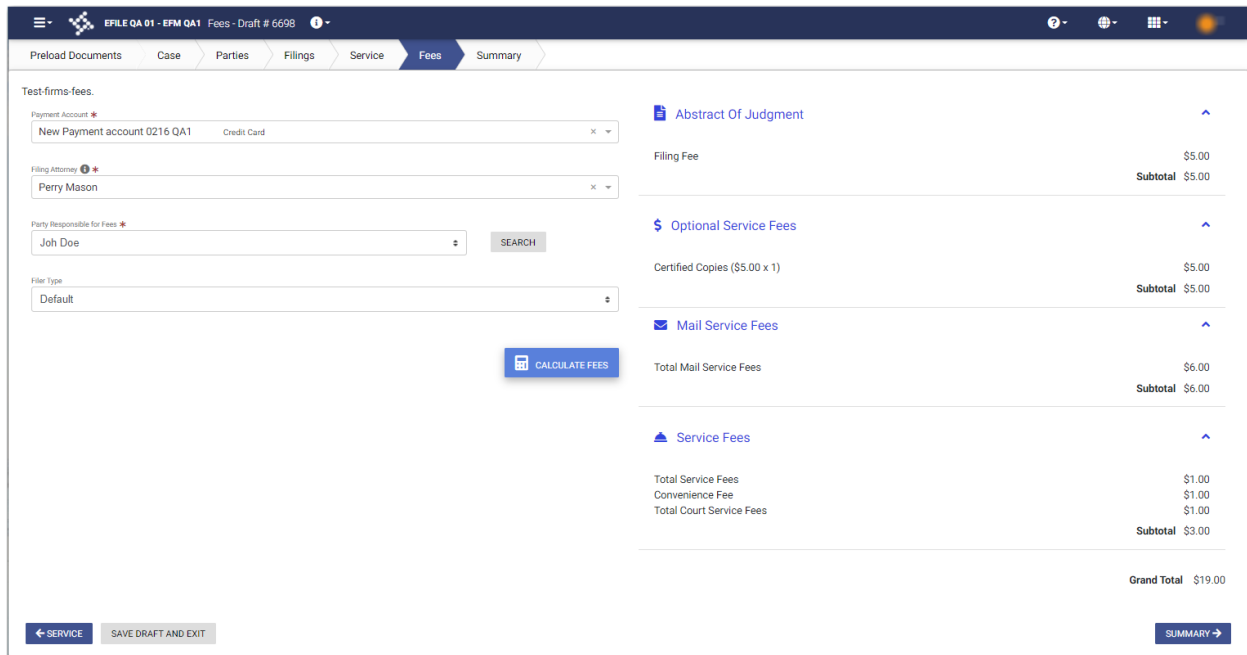 EFILE QA 01 - EFM QA1 Fees - Draft # 6698
Preload Documents Case Parties Filings Service Fees Summary
Test-firms-fees.
Payment Account *
New Payment account 0216 QA1 Credit Card
Filing Attorney *
Perry Mason
Party Responsible for Fees *
Joh Doe
SEARCH
Filer Type
Default
CALCULATE FEES
Abstract Of Judgment
Filing Fee $5.00
Subtotal $5.00
Optional Service Fees
Certified Copies ($5.00 x 1) $5.00
Subtotal $5.00
Mail Service Fees
Total Mail Service Fees $6.00
Subtotal $6.00
Service Fees
Total Service Fees $1.00
Convenience Fee $1.00
Total Court Service Fees $1.00
Subtotal $3.00
Grand Total $19.00
SERVICE SAVE DRAFT AND EXIT SUMMARY